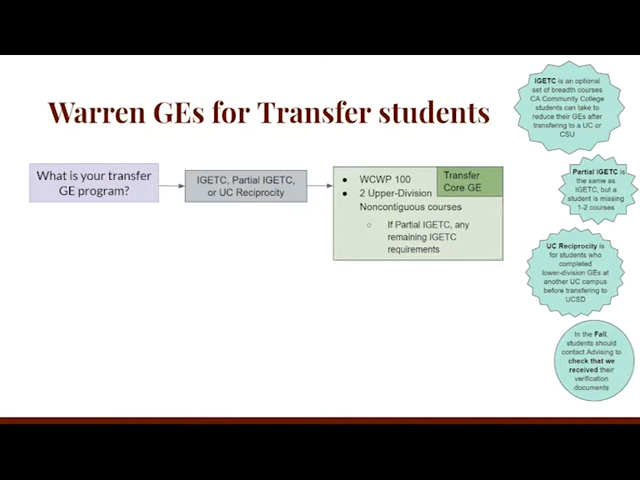 Warren GEs for Transfer students
What is your transfer
GE program?
IGETC, Partial IGETC,
or UC Reciprocity
Transfer
Core GE
● WCWP 100
● 2 Upper-Division
Noncontiguous courses
○ If Partial IGETC, any
remaining IGETC
requirements
IGETC is an optional
set of breadth courses
CA Community College
students can take to
reduce their GEs after
transferring to a UC or
CSU
Partial IGETC is
the same as
IGETC, but a
student is missing
1-2 courses
UC Reciprocity is
for students who
completed
lower-division GEs at
another UC campus
before transfering to
UCSD
In the Fall,
students should
contact Advising to
check that we
received their
verification
documents